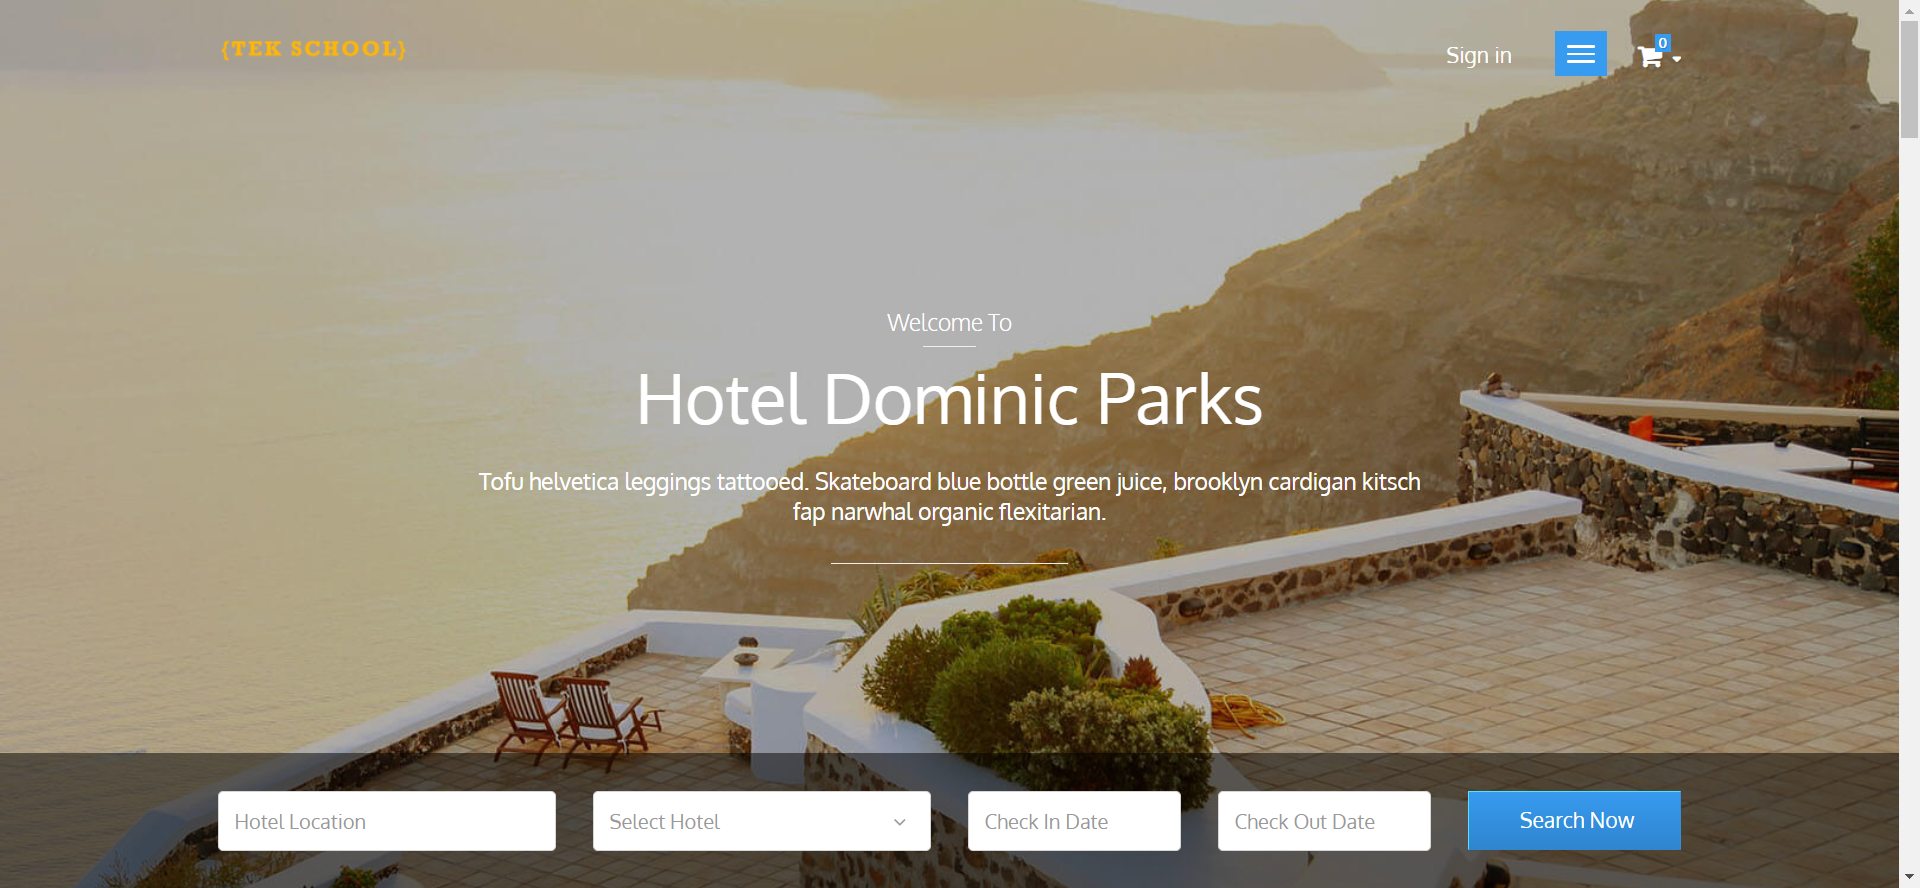 {TEK SCHOOL}
Sign in
0
Welcome To
Hotel Dominic Parks
Tofu helvetica leggings tattooed. Skateboard blue bottle green juice, brooklyn cardigan kitsch
fap narwhal organic flexitarian.
Hotel Location
Select Hotel
Check In Date
Check Out Date
Search Now